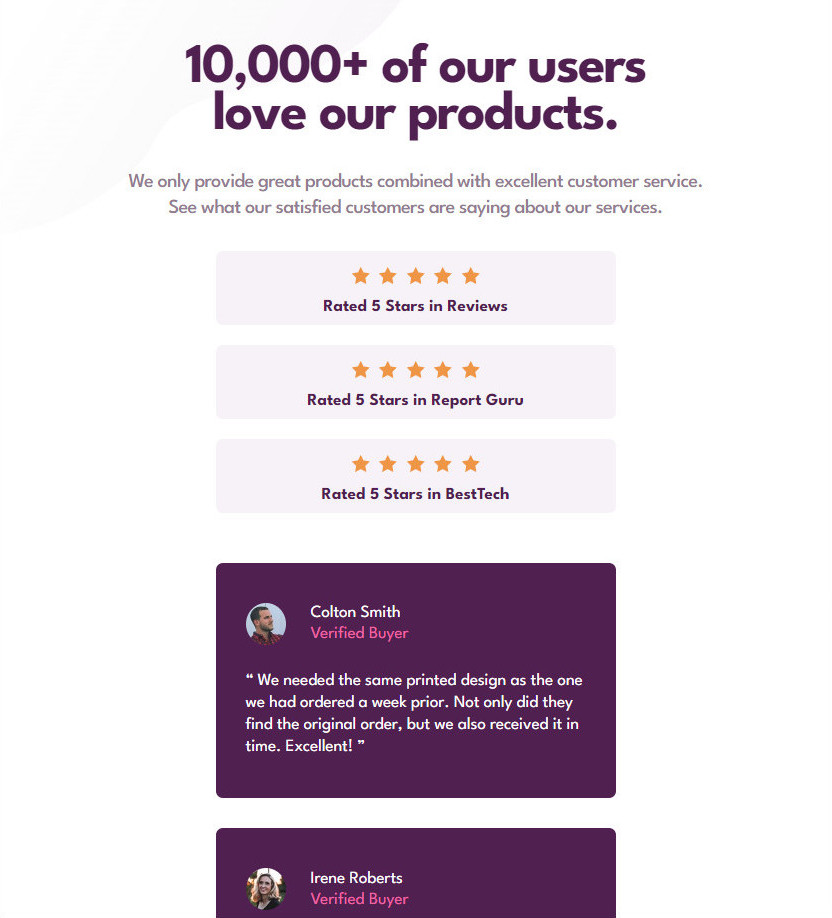 10,000+ of our users
love our products.
We only provide great products combined with excellent customer service.
See what our satisfied customers are saying about our services.
Rated 5 Stars in Reviews
Rated 5 Stars in Report Guru
Rated 5 Stars in BestTech
Colton Smith
Verified Buyer
“ We needed the same printed design as the one
we had ordered a week prior. Not only did they
find the original order, but we also received it in
time. Excellent! ”
Irene Roberts
Verified Buyer